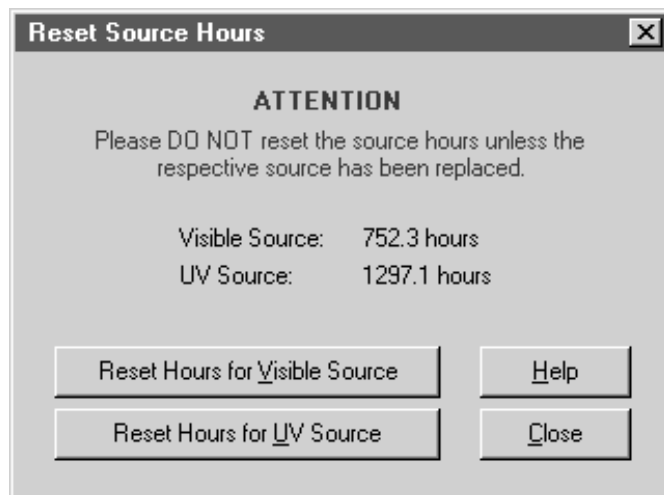 Reset Source Hours
ATTENTION
Please DO NOT reset the source hours unless the
respective source has been replaced.
Visible Source: 752.3 hours
UV Source: 1297.1 hours
Reset Hours for Visible Source
Help
Reset Hours for UV Source
Close